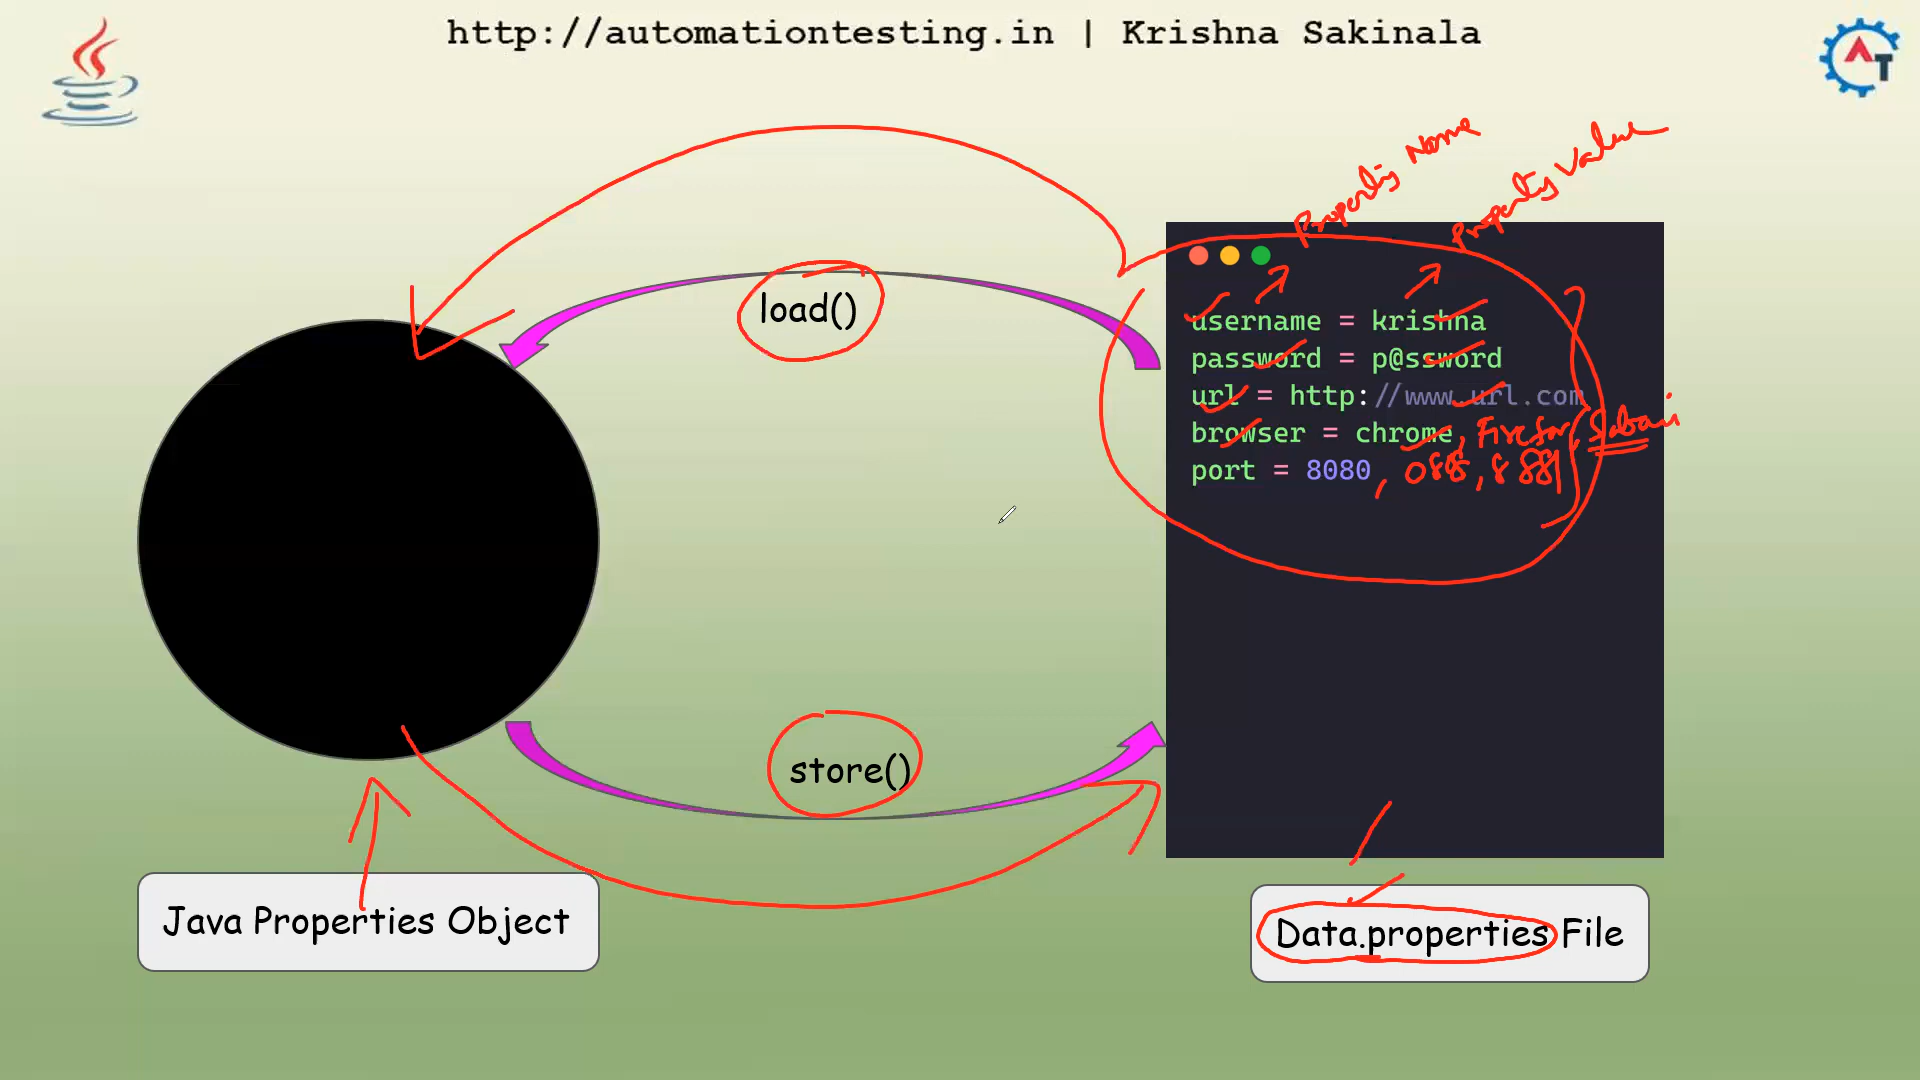 http://automationtesting.in | Krishna Sakinala
AT
Property Name
Property Value
load()
username = krishna
password = p@ssword
url = http://www.url.com
browser = chrome, Firefox, Safari
port = 8080, 088, 8881
store()
Java Properties Object
Data.properties File